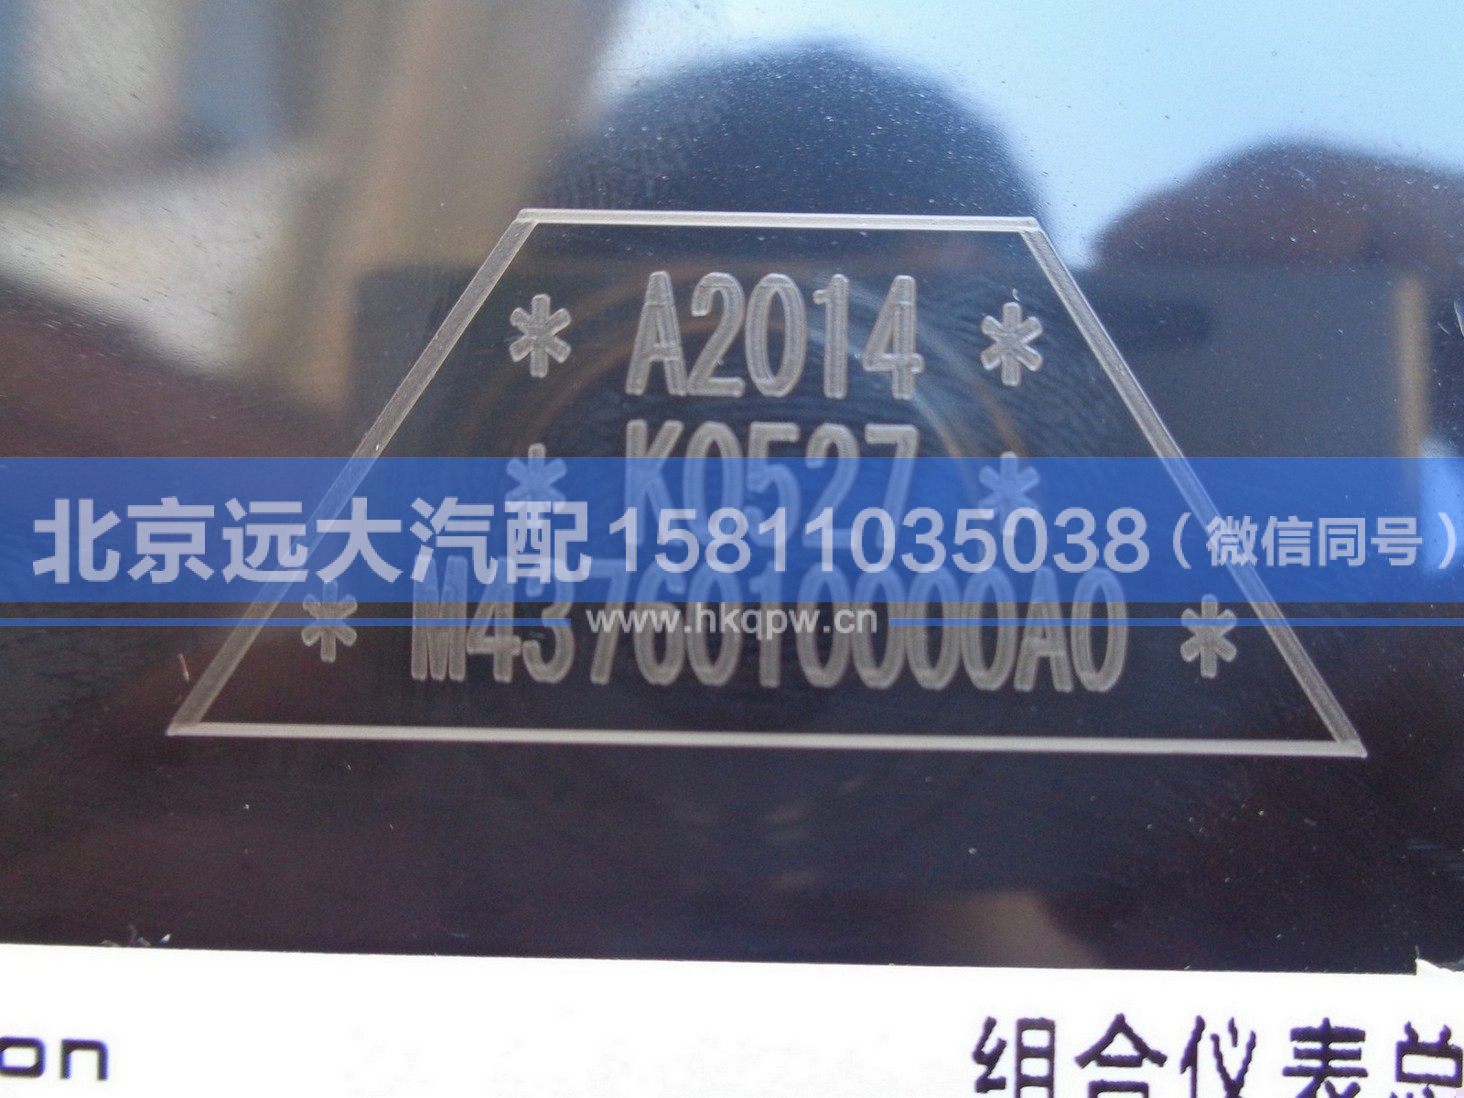 * A2014 *
* K0527 *
北京远大汽配 15811035038 (微信同号)
* M4376010000A0 *
www.hkqpw.cn
on
组合仪表总